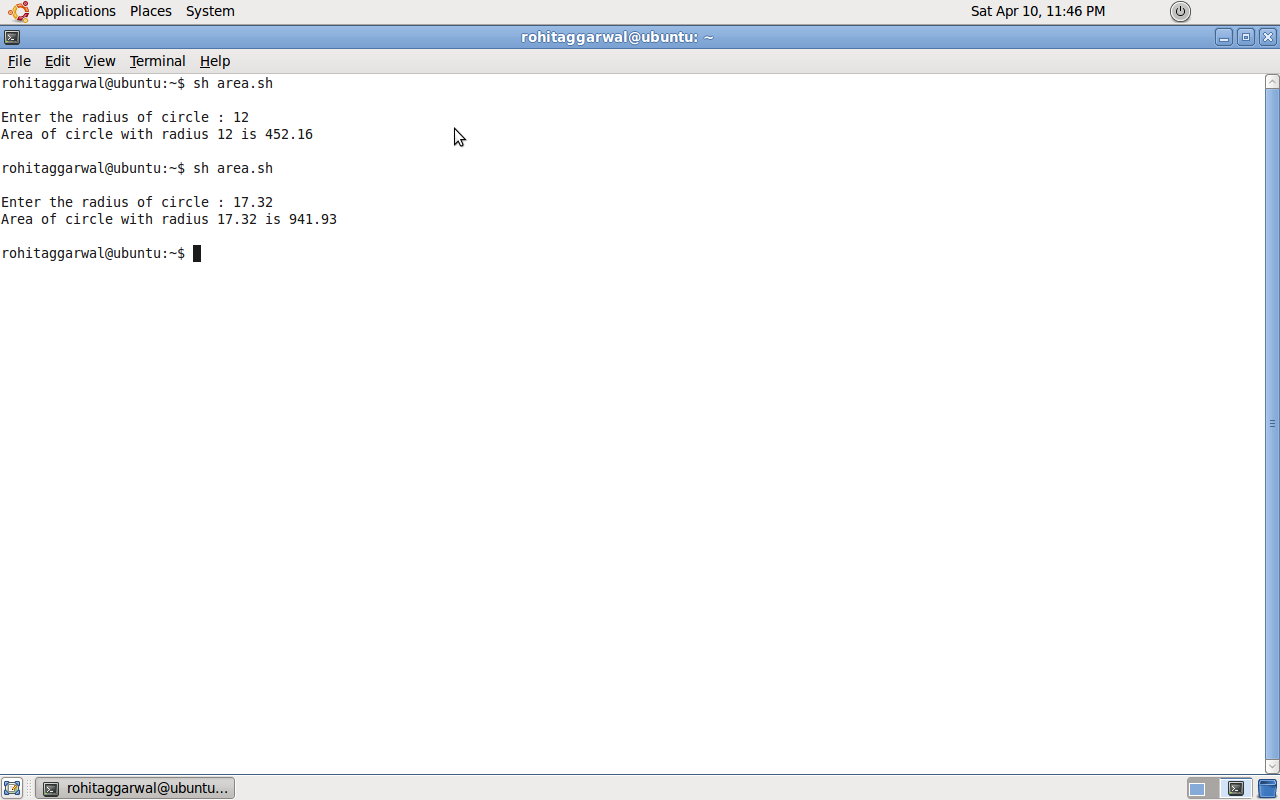 Applications Places System Sat Apr 10, 11:46 PM
rohitaggarwal@ubuntu: ~
File Edit View Terminal Help
rohitaggarwal@ubuntu:~$ sh area.sh
Enter the radius of circle : 12
Area of circle with radius 12 is 452.16
rohitaggarwal@ubuntu:~$ sh area.sh
Enter the radius of circle : 17.32
Area of circle with radius 17.32 is 941.93
rohitaggarwal@ubuntu:~$
rohitaggarwal@ubuntu...